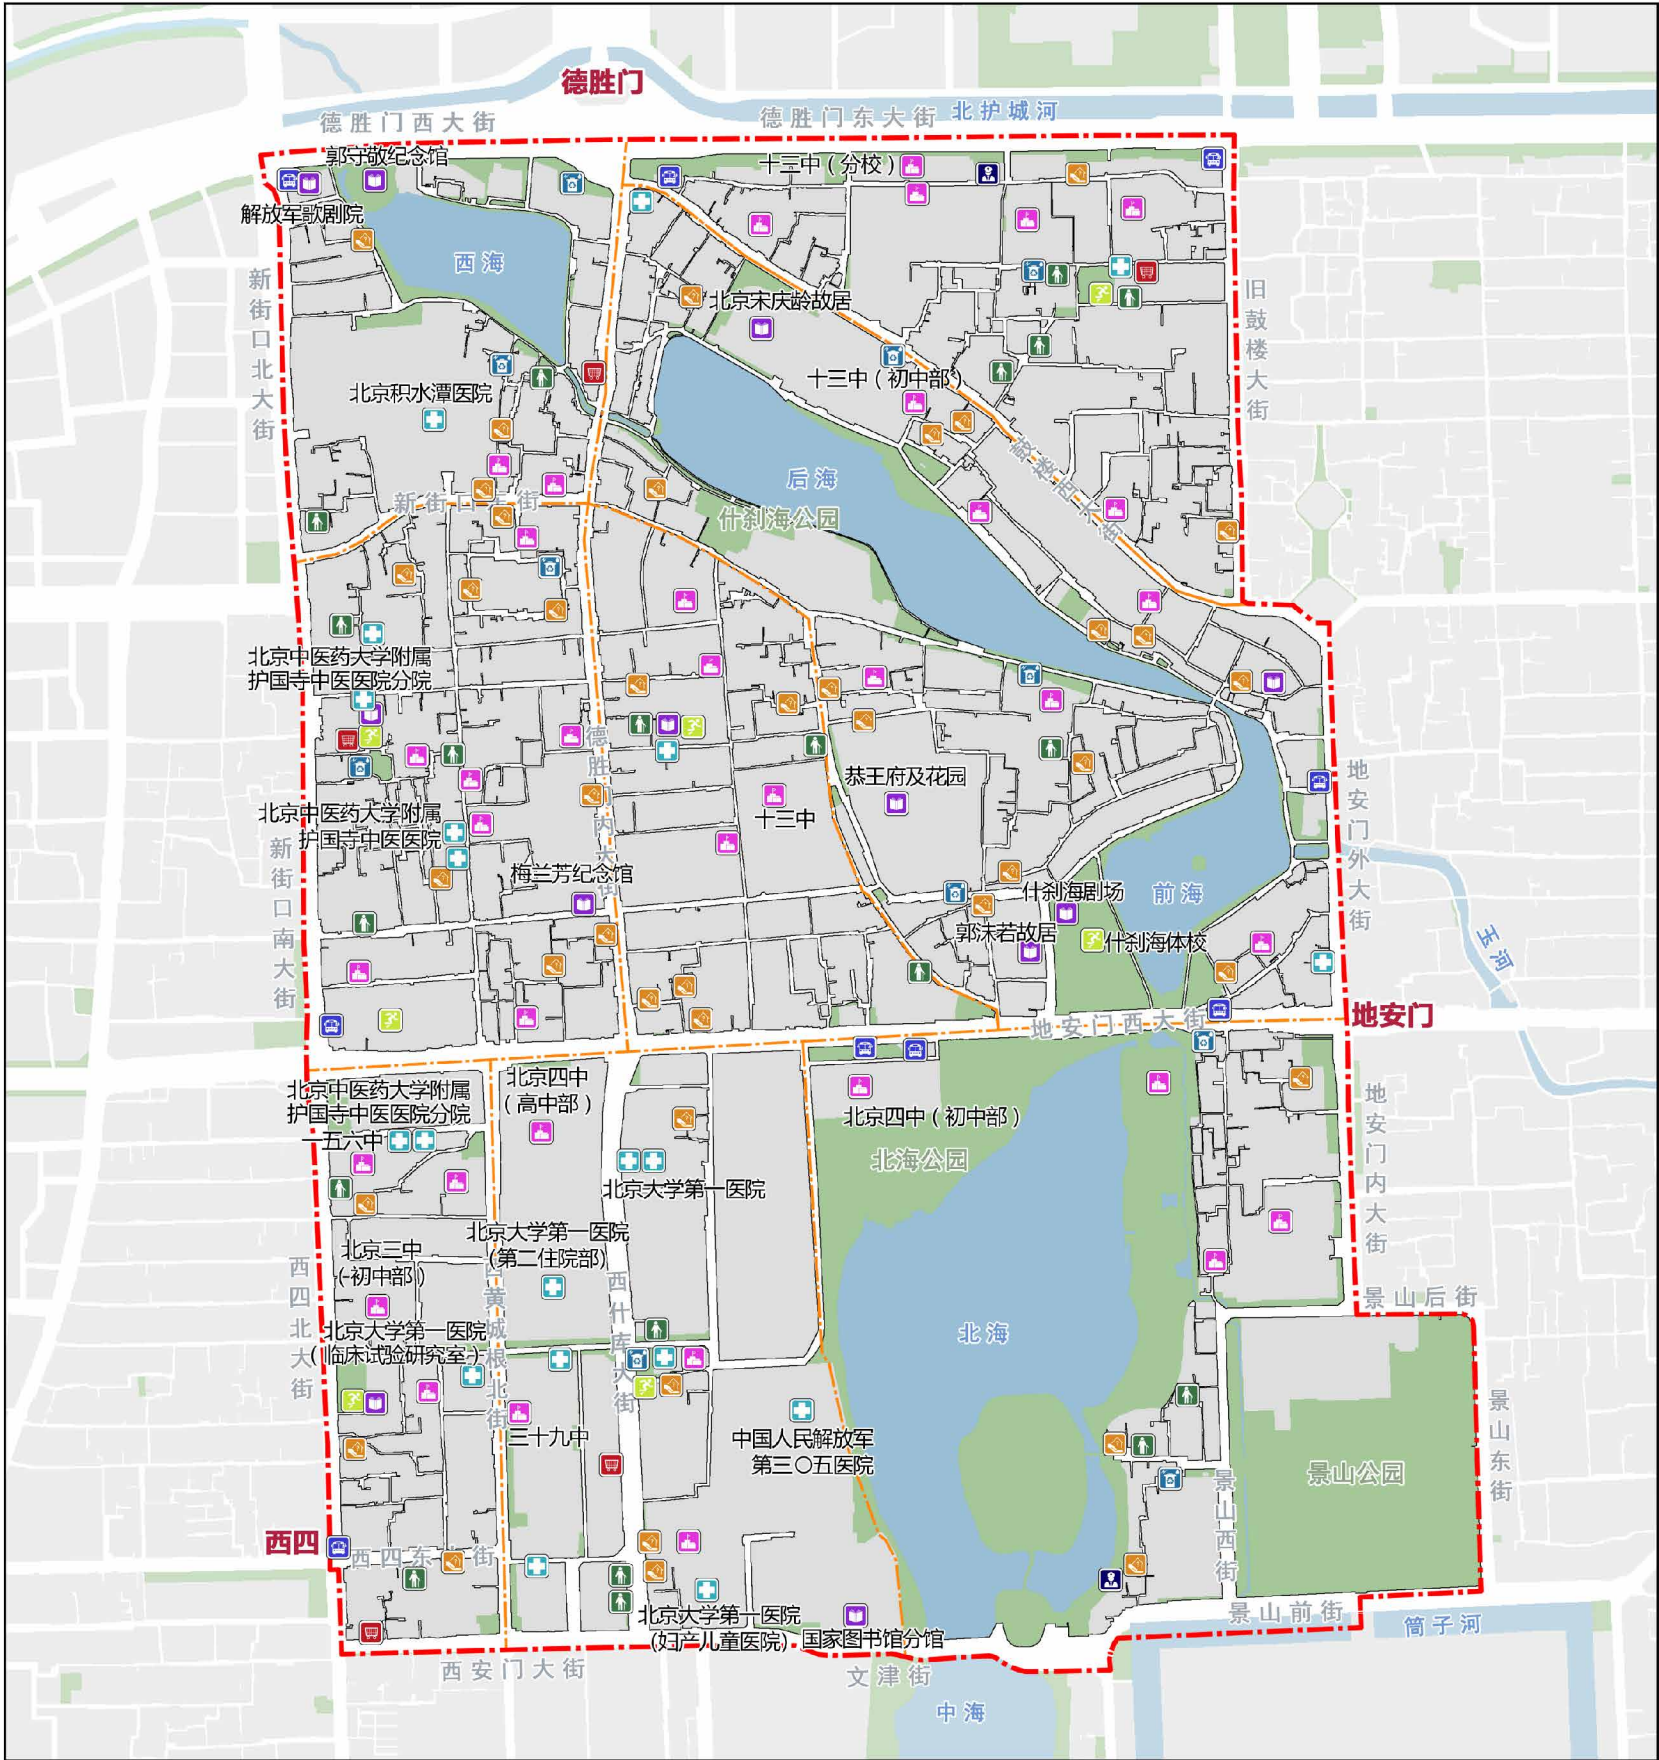 德胜门
德胜门西大街
德胜门东大街
北护城河
郭守敬纪念馆
十三中（分校）
解放军歌剧院
西海
新街口北大街
旧鼓楼大街
北京宋庆龄故居
十三中（初中部）
北京积水潭医院
鼓楼西大街
后海
新街口东街
什刹海公园
北京中医药大学附属
护国寺中医医院分院
德胜门内大街
恭王府及花园
地安门外大街
北京中医药大学附属
护国寺中医医院
十三中
新街口南大街
梅兰芳纪念馆
什刹海剧场
前海
郭沫若故居
什刹海体校
玉河
地安门西大街
地安门
北京中医药大学附属
护国寺中医医院分院
北京四中
（高中部）
一五六中
北京四中（初中部）
地安门内大街
北海公园
北京大学第一医院
北京大学第一医院
（第二住院部）
北京三中
（初中部）
西四北大街
西黄城根北街
西什库大街
景山后街
北京大学第一医院
（临床试验研究室）
北海
景山东街
三十九中
中国人民解放军
第三〇五医院
景山公园
景山西街
西四
西四东街
北京大学第一医院
（妇产儿童医院）
国家图书馆分馆
景山前街
筒子河
西安门大街
文津街
中海